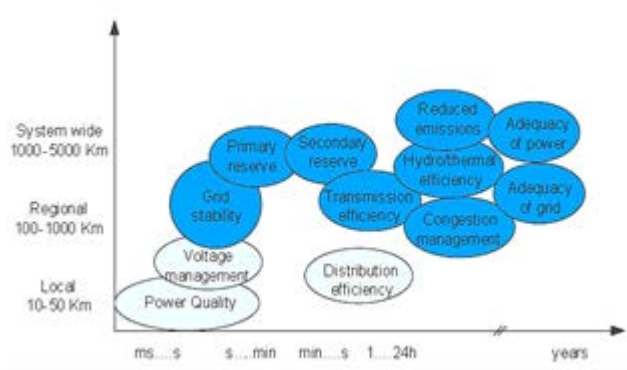 Reduced
emissions
Adequacy
of power
System wide
1000-5000 Km
Primary
reserve
Secondary
reserve
Hydro/thermal
efficiency
Grid
stability
Transmission
efficiency
Adequacy
of grid
Regional
100-1000 Km
Congestion
management
Voltage
management
Distribution
efficiency
Local
10-50 Km
Power Quality
ms....s
s....min
min....s
1....24h
years